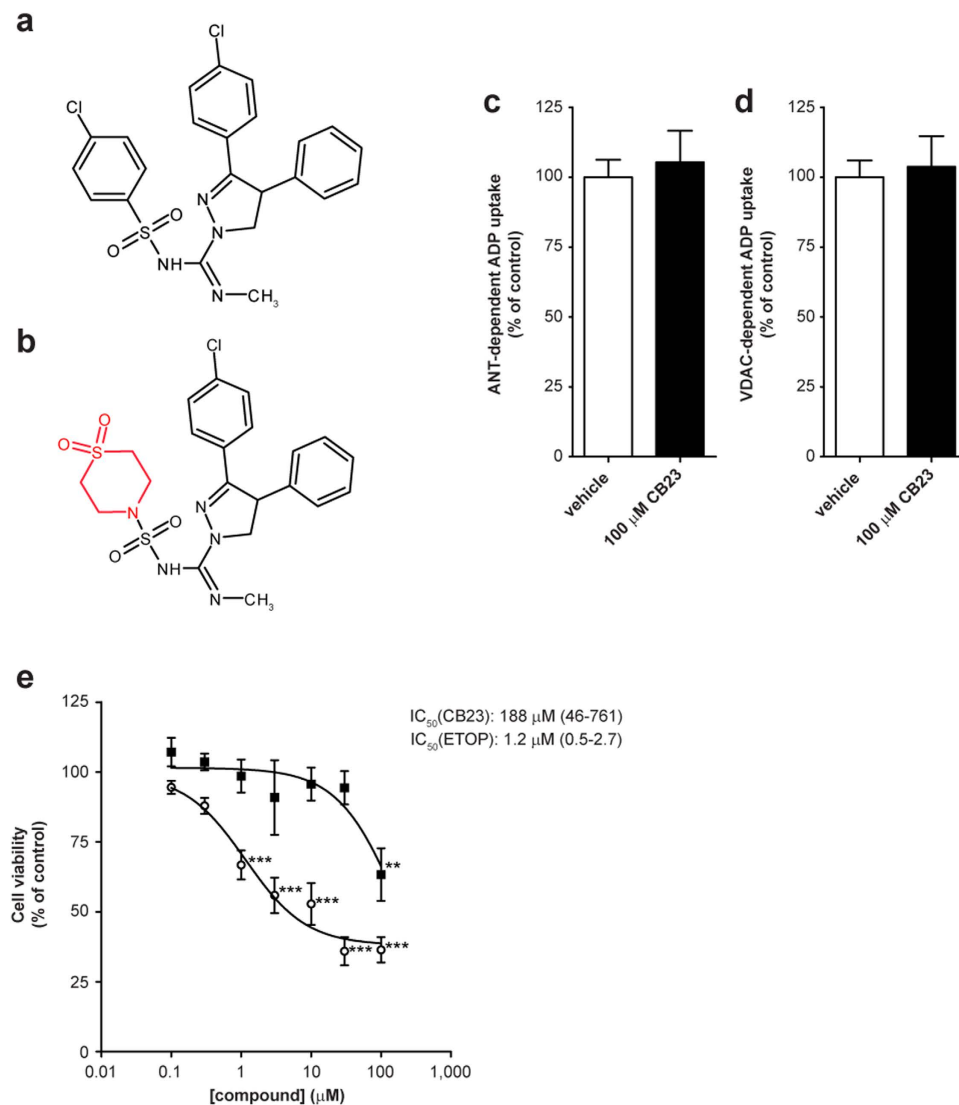 a
Cl
Cl
O
S
O
N
N
NH
N
CH3
b
Cl
O
O
S
N
O
S
O
N
N
NH
N
CH3
c
ANT-dependent ADP uptake
(% of control)
125
100
75
50
25
0
vehicle
100 μM CB23
d
VDAC-dependent ADP uptake
(% of control)
125
100
75
50
25
0
vehicle
100 μM CB23
e
Cell viability
(% of control)
125
100
75
50
25
0
IC50(CB23): 188 μM (46-761)
IC50(ETOP): 1.2 μM (0.5-2.7)
**
***
***
***
***
***
0.01
0.1
1
10
100
1,000
[compound] (μM)